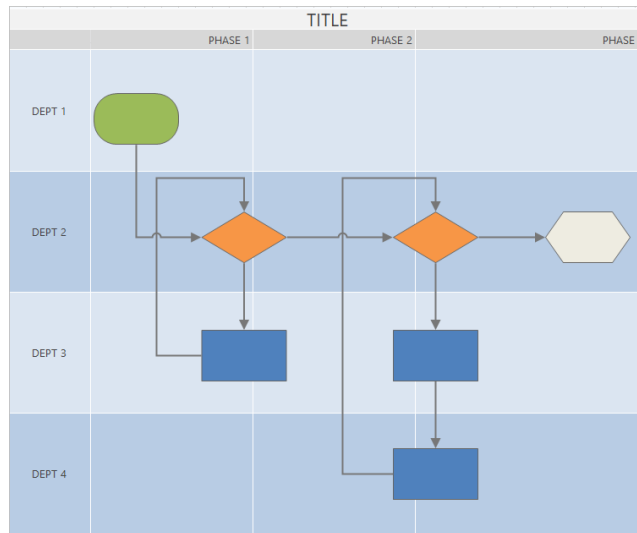 TITLE
PHASE 1 PHASE 2 PHASE
DEPT 1
DEPT 2
DEPT 3
DEPT 4